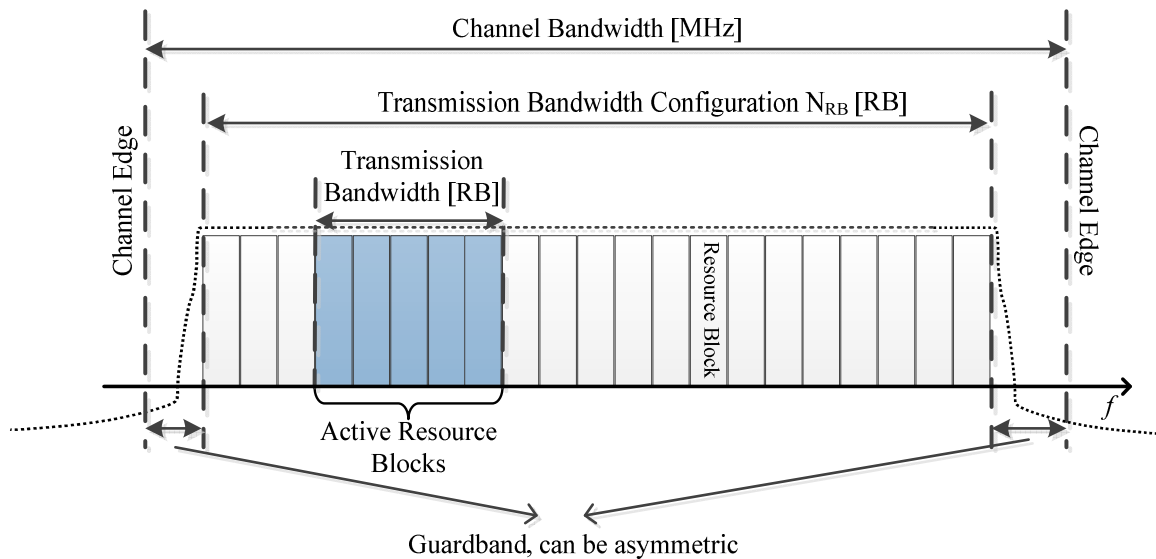 Channel Bandwidth [MHz]
Transmission Bandwidth Configuration NRB [RB]
Channel Edge
Transmission
Bandwidth [RB]
Resource Block
Channel Edge
f
Active Resource
Blocks
Guardband, can be asymmetric